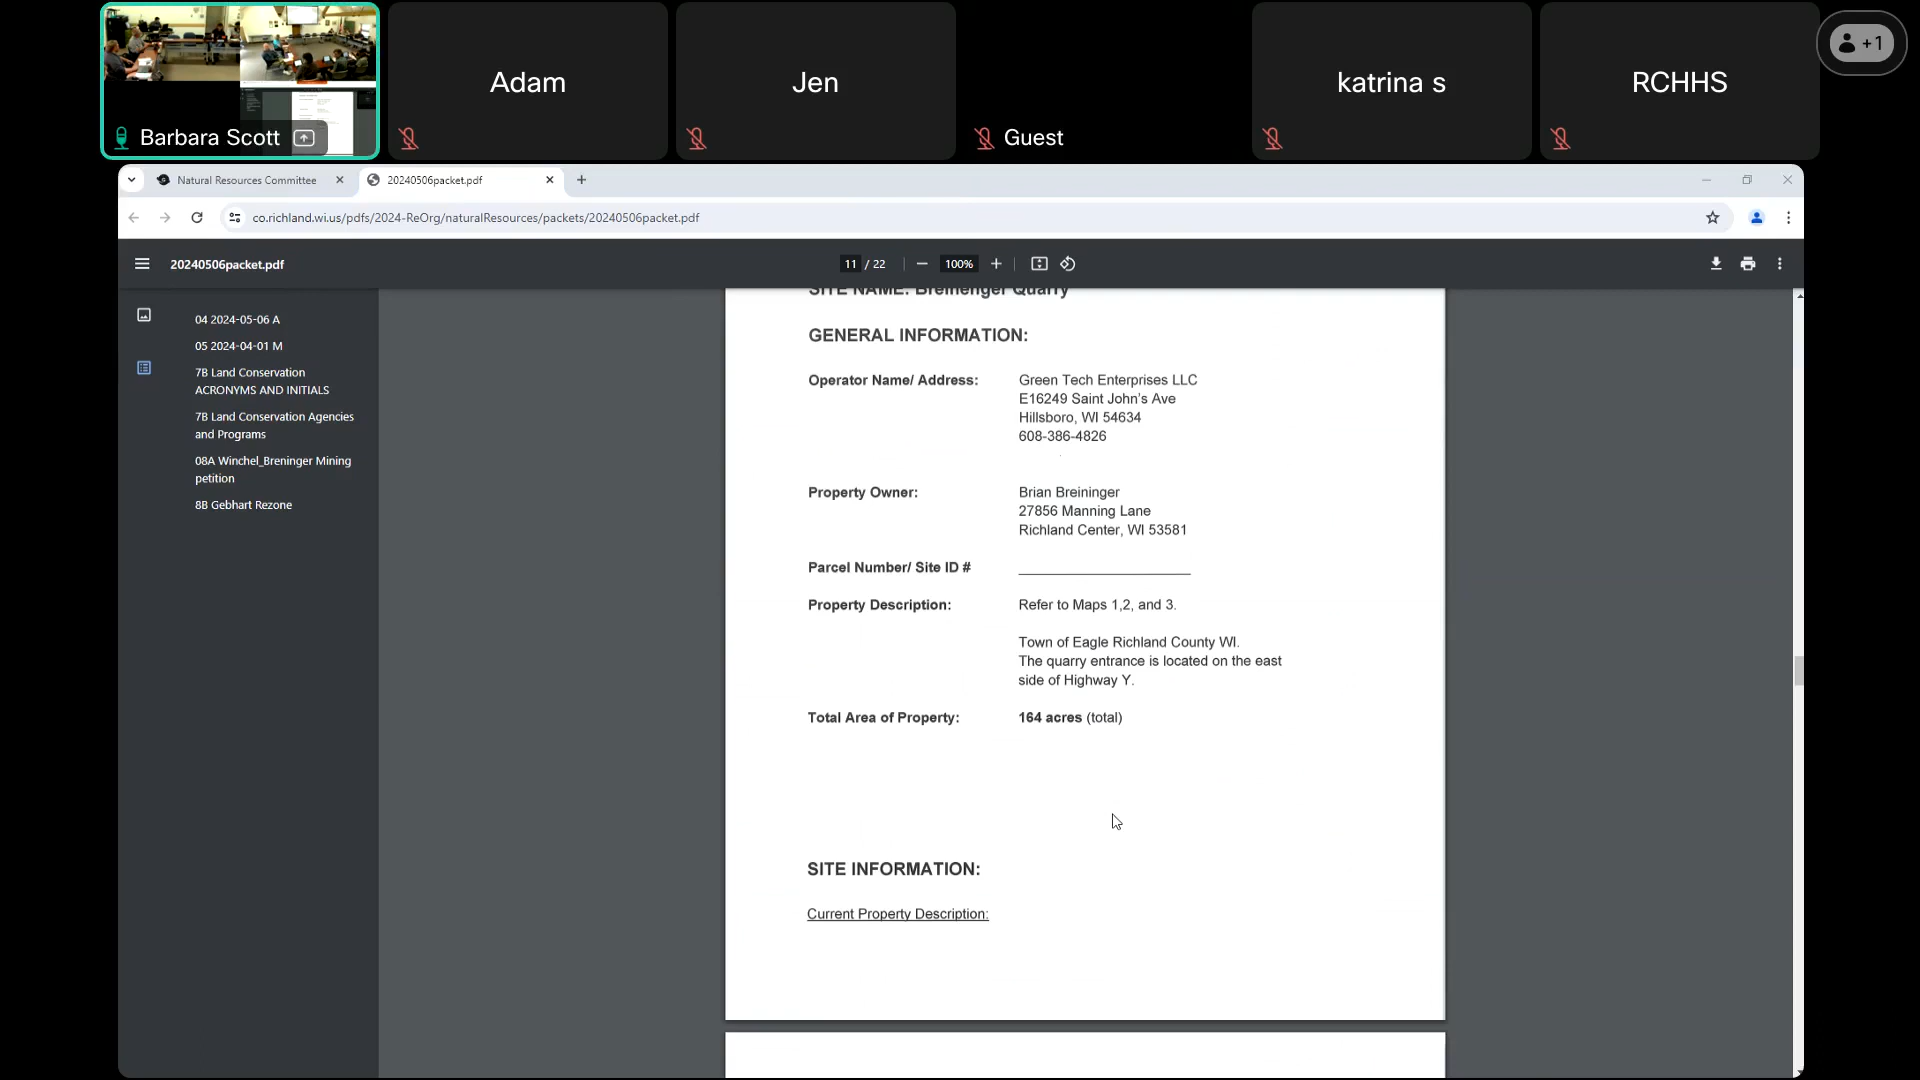 Barbara Scott
Adam
Jen
Guest
katrina s
RCHHS
+1
Natural Resources Committee
20240506packet.pdf
co.richland.wi.us/pdfs/2024-ReOrg/naturalResources/packets/20240506packet.pdf
20240506packet.pdf
11 / 22
100%
04 2024-05-06 A
05 2024-04-01 M
7B Land Conservation
ACRONYMS AND INITIALS
7B Land Conservation Agencies
and Programs
08A Winchel_Breninger Mining
petition
8B Gebhart Rezone
SITE NAME: Breinenger Quarry
GENERAL INFORMATION:
Operator Name/ Address: Green Tech Enterprises LLC
E16249 Saint John's Ave
Hillsboro, WI 54634
608-386-4826
Property Owner: Brian Breininger
27856 Manning Lane
Richland Center, WI 53581
Parcel Number/ Site ID #
Property Description: Refer to Maps 1,2, and 3.
Town of Eagle Richland County WI.
The quarry entrance is located on the east
side of Highway Y.
Total Area of Property: 164 acres (total)
SITE INFORMATION:
Current Property Description: